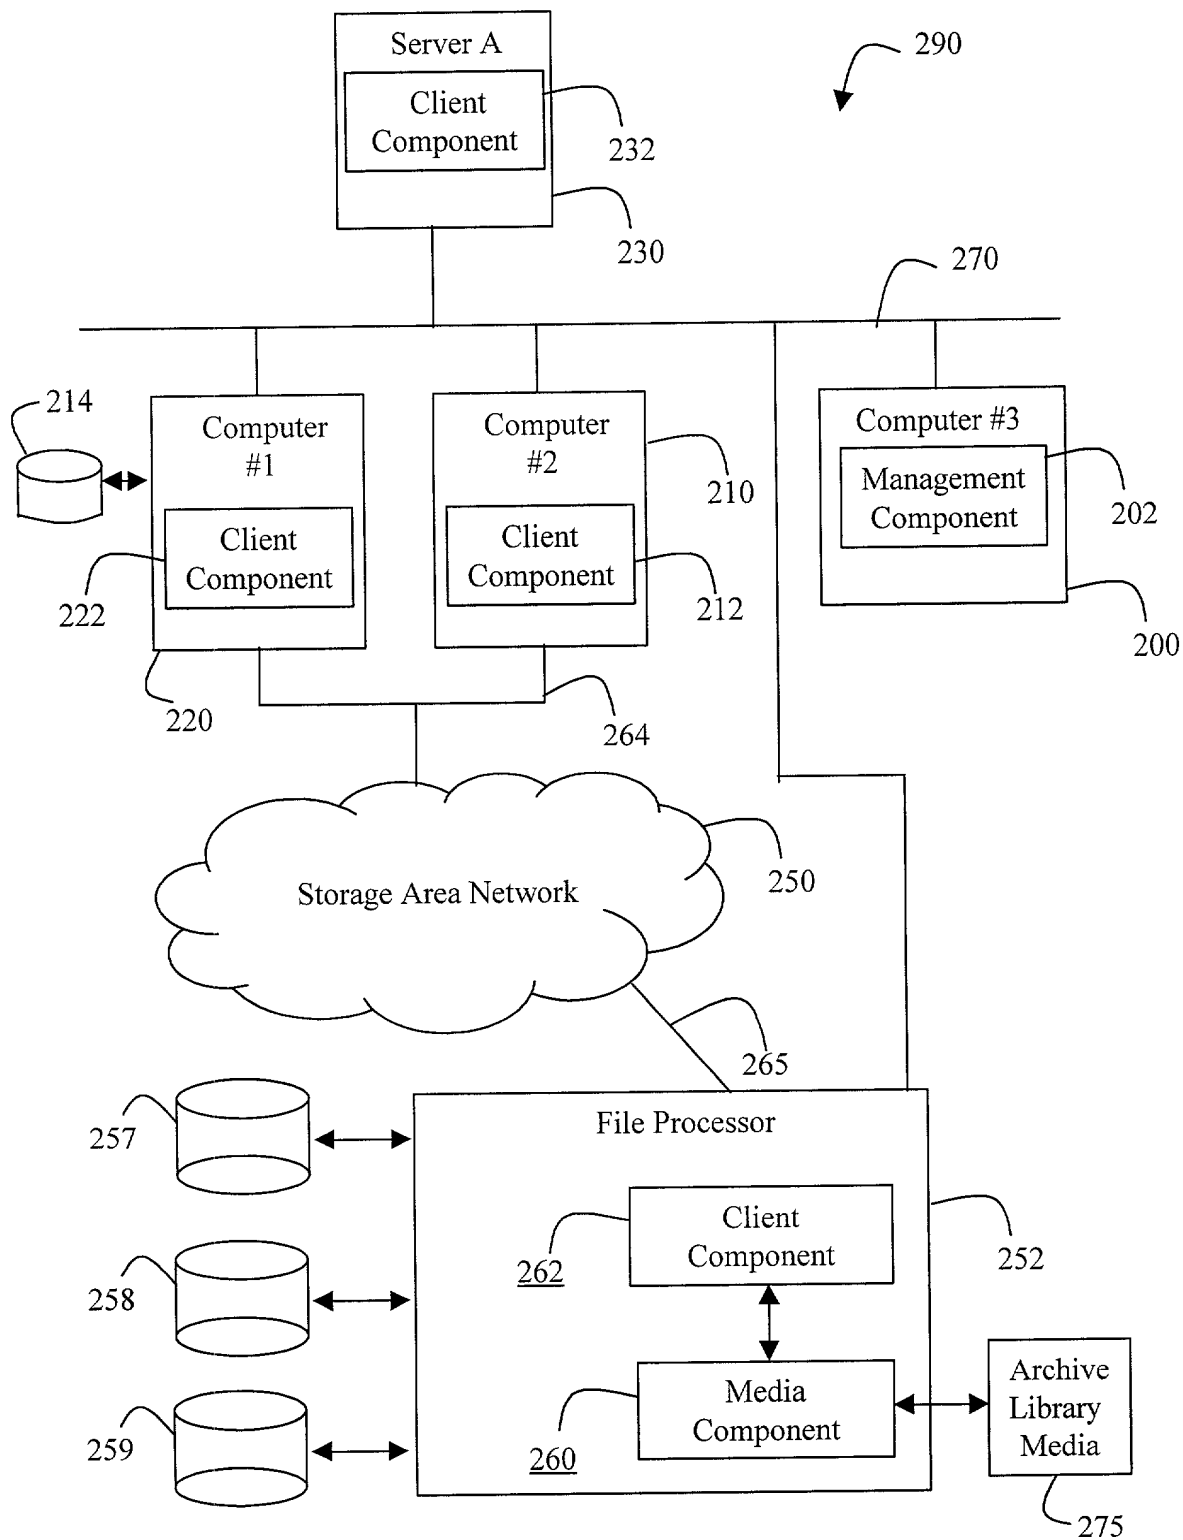 Server A
290
Client
Component
232
230
270
214
Computer
#1
Computer
#2
Computer #3
210
Management
Component
202
Client
Component
Client
Component
222
212
200
220
264
Storage Area Network
250
265
257
File Processor
Client
Component
262
252
258
Media
Component
260
Archive
Library
Media
259
275